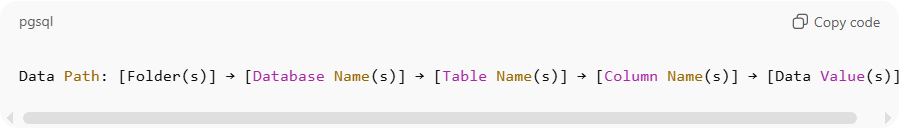 pgsql
Copy code
Data Path: [Folder(s)] → [Database Name(s)] → [Table Name(s)] → [Column Name(s)] → [Data Value(s)]